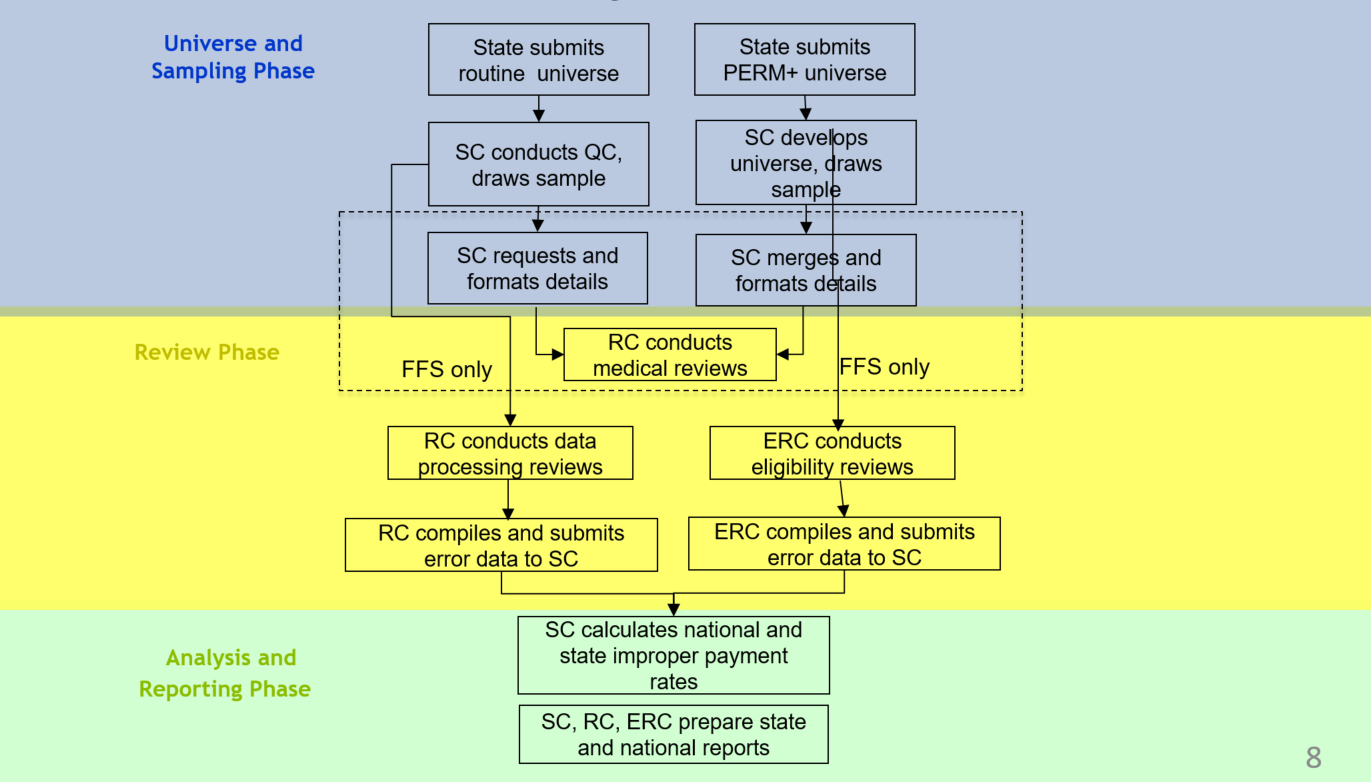 Universe and
Sampling Phase
State submits
routine universe
State submits
PERM+ universe
SC conducts QC,
draws sample
SC develops
universe, draws
sample
SC requests and
formats details
SC merges and
formats details
Review Phase
RC conducts
medical reviews
FFS only
FFS only
RC conducts data
processing reviews
ERC conducts
eligibility reviews
RC compiles and submits
error data to SC
ERC compiles and submits
error data to SC
Analysis and
Reporting Phase
SC calculates national and
state improper payment
rates
SC, RC, ERC prepare state
and national reports
8